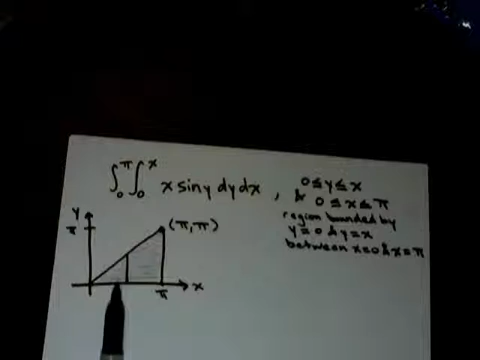 ∫₀^π ∫₀^x x sin y dy dx , 0 ≤ y ≤ x
& 0 ≤ x ≤ π
region bounded by
y = 0 & y = x
between x = 0 & x = π
y
π
(π, π)
π
x